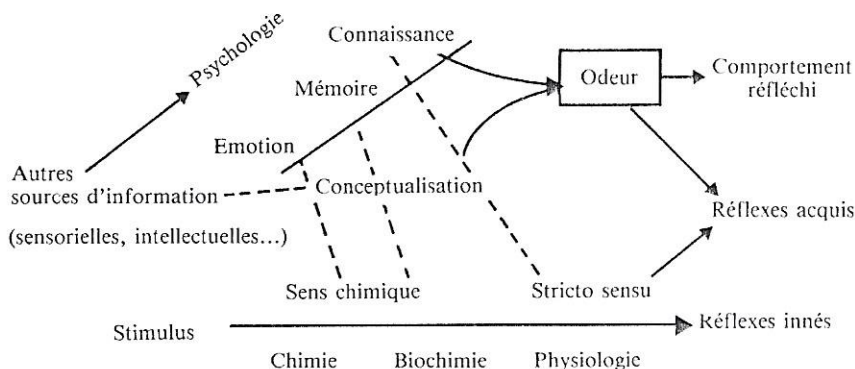 Connaissance
Psychologie
Odeur
Comportement
réfléchi
Mémoire
Emotion
Autres
sources d'information
Conceptualisation
(sensorielles, intellectuelles...)
Réflexes acquis
Sens chimique
Stricto sensu
Stimulus
Réflexes innés
Chimie
Biochimie
Physiologie